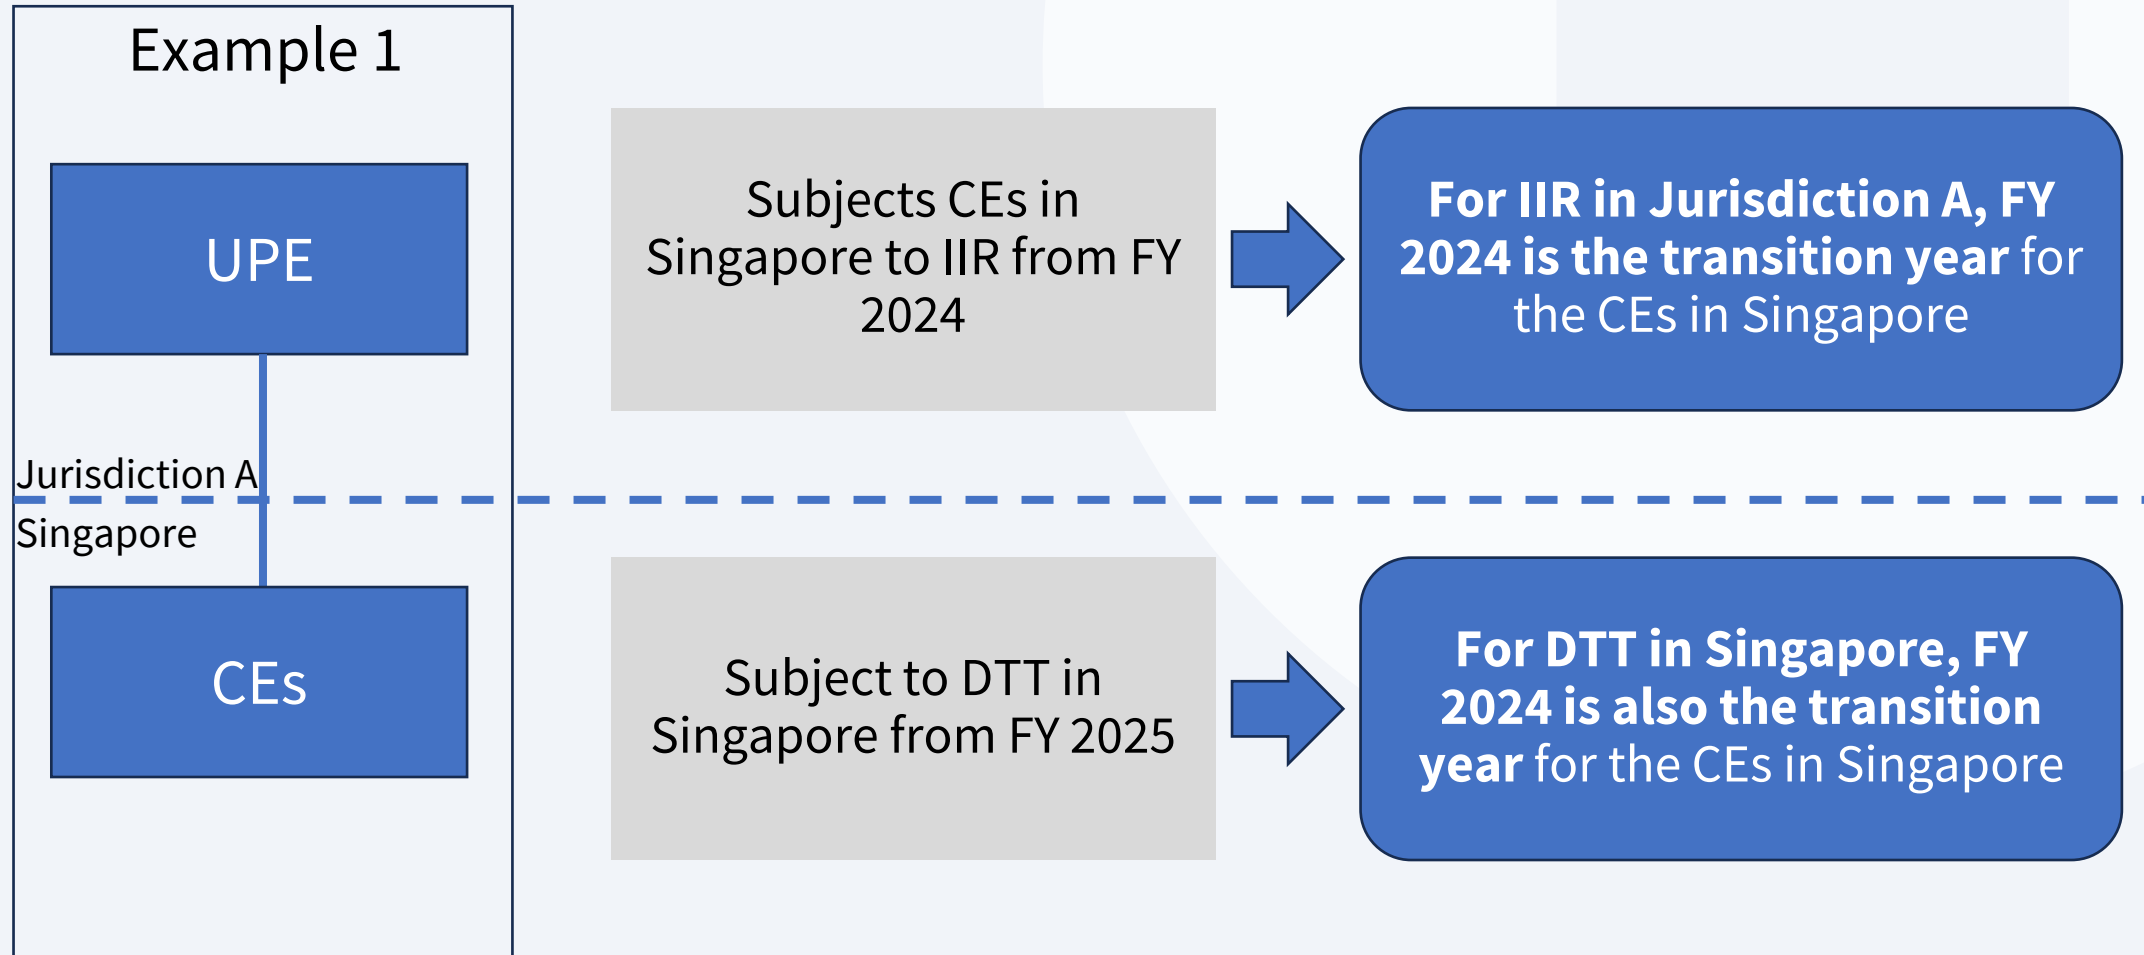 Example 1
UPE
Subjects CEs in
Singapore to IIR from FY
2024
For IIR in Jurisdiction A, FY
2024 is the transition year for
the CEs in Singapore
Jurisdiction A
Singapore
CEs
Subject to DTT in
Singapore from FY 2025
For DTT in Singapore, FY
2024 is also the transition
year for the CEs in Singapore